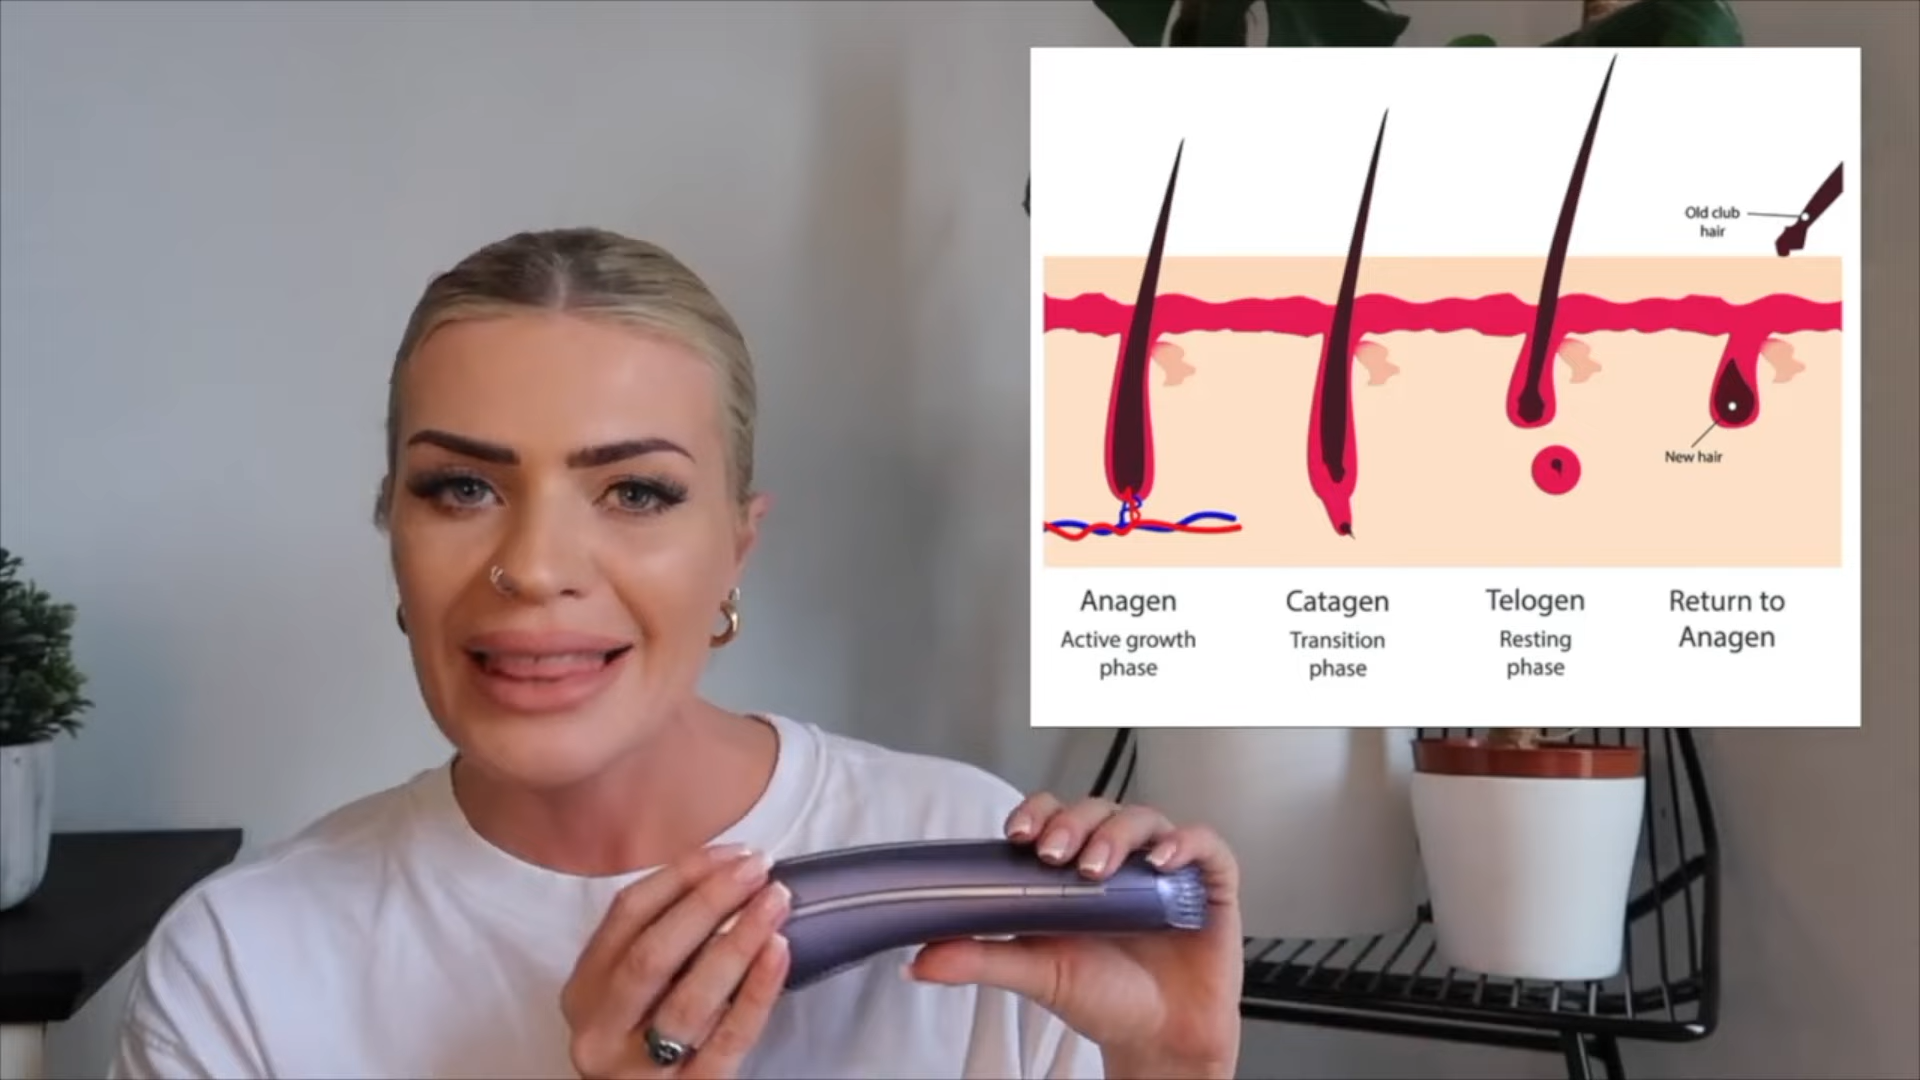 Old club
hair
New hair
Anagen
Active growth
phase
Catagen
Transition
phase
Telogen
Resting
phase
Return to
Anagen